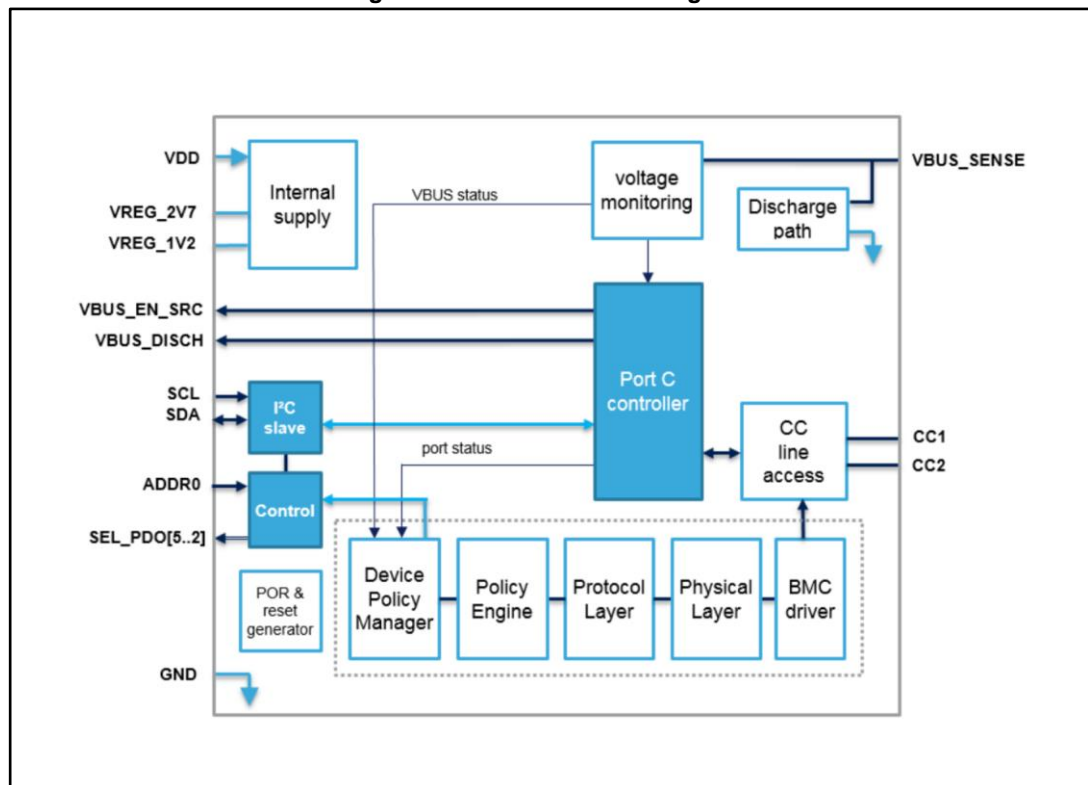 VDD
VREG_2V7
VREG_1V2
Internal
supply
VBUS status
voltage
monitoring
VBUS_SENSE
Discharge
path
VBUS_EN_SRC
VBUS_DISCH
Port C
controller
SCL
SDA
I²C
slave
port status
CC
line
access
CC1
CC2
ADDR0
SEL_PDO[5..2]
Control
POR &
reset
generator
Device
Policy
Manager
Policy
Engine
Protocol
Layer
Physical
Layer
BMC
driver
GND